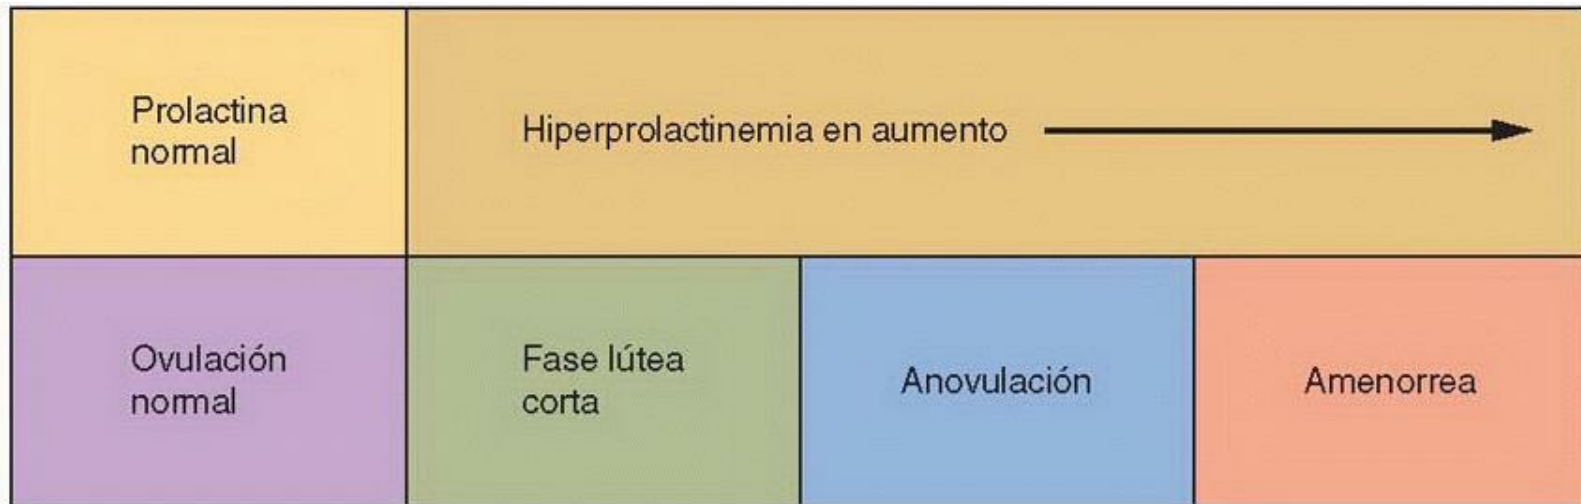 Prolactina
normal
Hiperprolactinemia en aumento
Ovulación
normal
Fase lútea
corta
Anovulación
Amenorrea